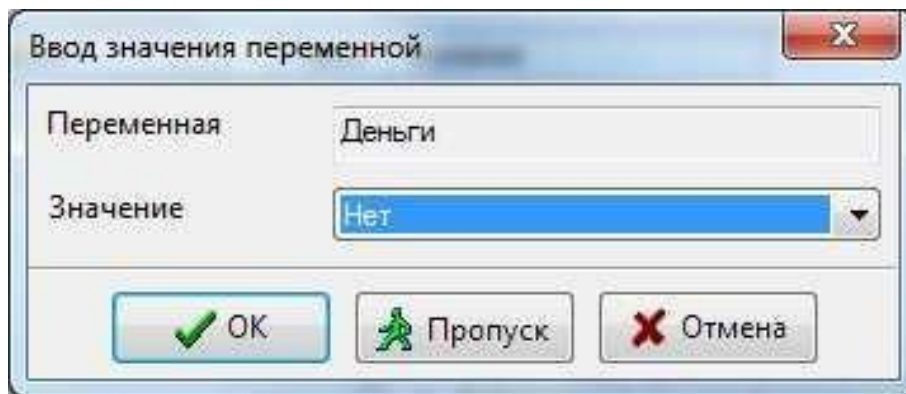 Ввод значения переменной
Переменная Деньги
Значение Нет
OK Пропуск Отмена